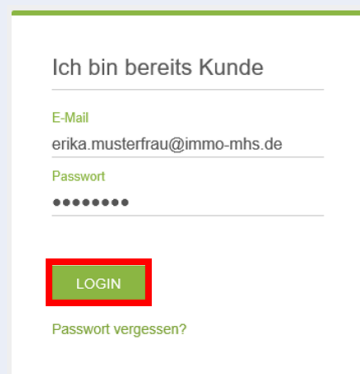 Ich bin bereits Kunde
E-Mail
erika.musterfrau@immo-mhs.de
Passwort
●●●●●●●●
LOGIN
Passwort vergessen?